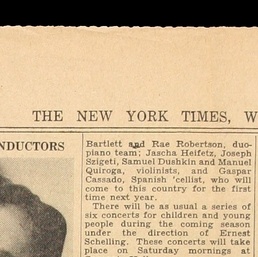 THE NEW YORK TIMES, W
NDUCTORS
Bartlett and Rae Robertson, duo-
piano team; Jascha Heifetz, Joseph
Szigeti, Samuel Dushkin and Manuel
Quiroga, violinists, and Gaspar
Cassado, Spanish 'cellist, who will
come to this country for the first
time next year.
There will be as usual a series of
six concerts for children and young
people during the coming season
under the direction of Ernest
Schelling. These concerts will take
place on Saturday mornings at